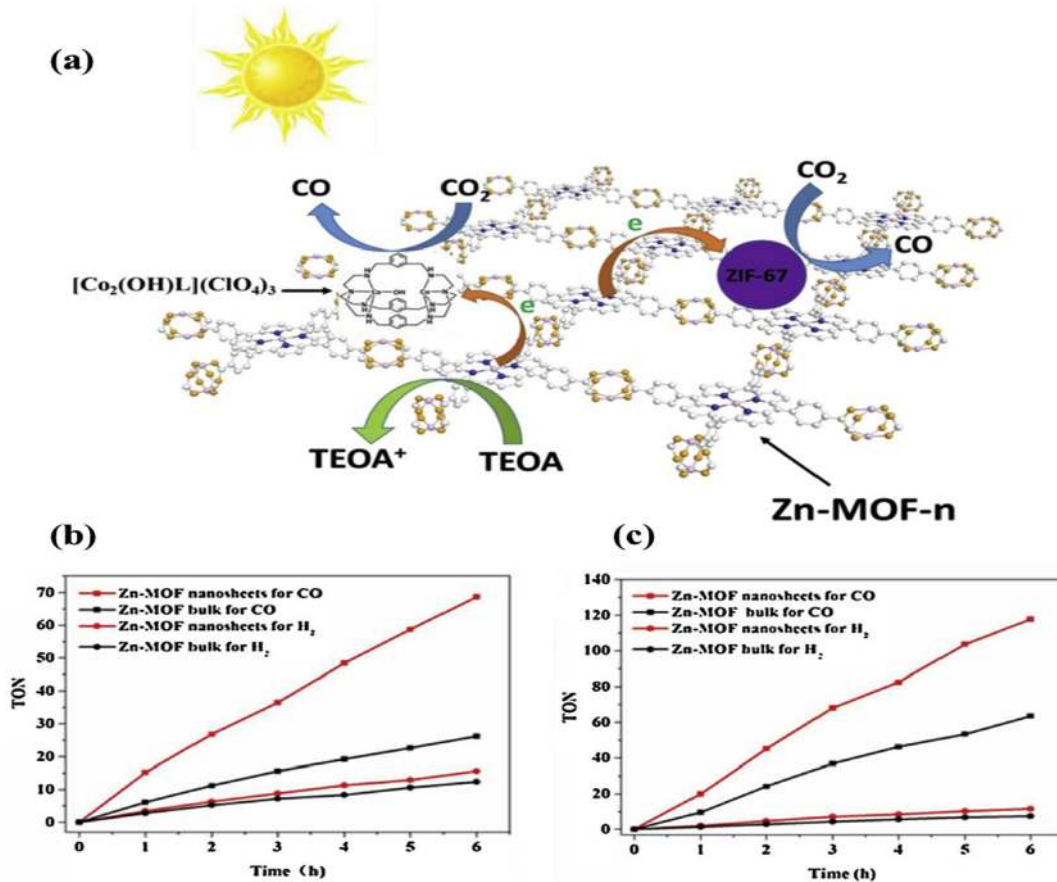 (a)
CO
CO₂
CO₂
e
CO
ZIF-67
[Co₂(OH)L](ClO₄)₃
e
TEOA⁺
TEOA
Zn-MOF-n
(b)
(c)
Zn-MOF nanosheets for CO
Zn-MOF bulk for CO
Zn-MOF nanosheets for H₂
Zn-MOF bulk for H₂
TON
70
60
50
40
30
20
10
0
0 1 2 3 4 5 6
Time (h)
Zn-MOF nanosheets for CO
Zn-MOF bulk for CO
Zn-MOF nanosheets for H₂
Zn-MOF bulk for H₂
TON
140
120
100
80
60
40
20
0
0 1 2 3 4 5 6
Time (h)